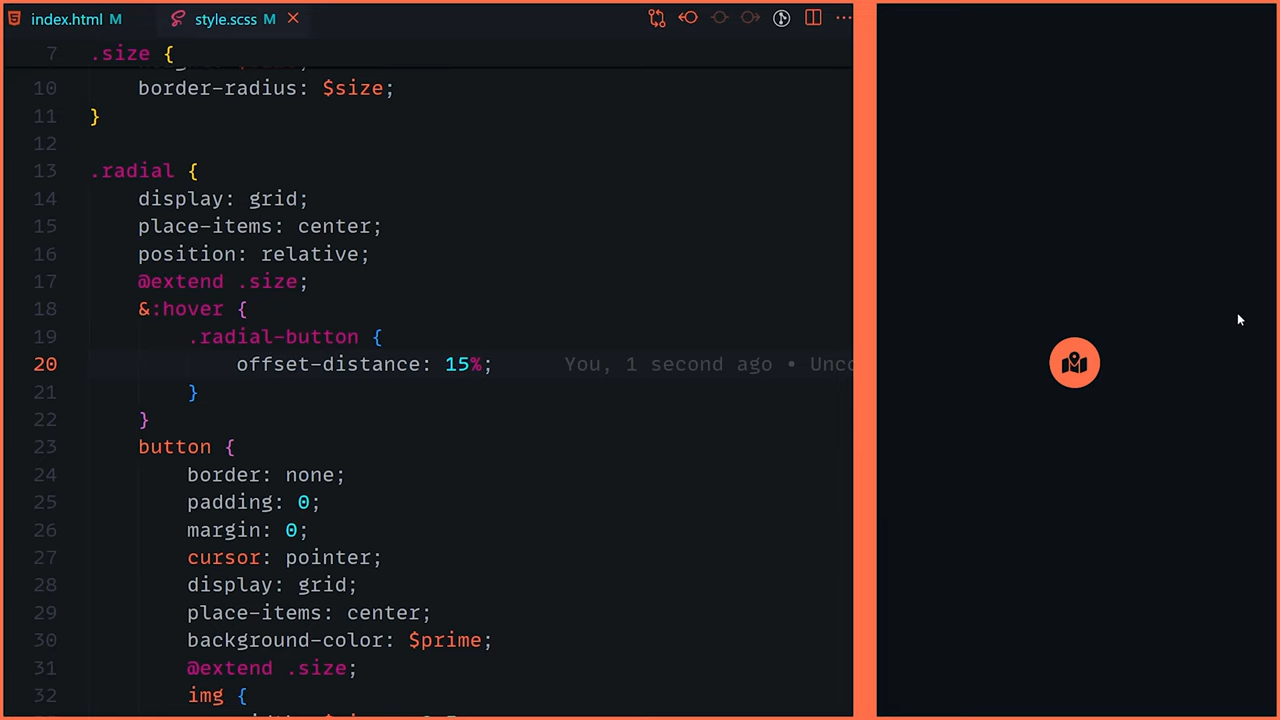 index.html M
style.scss M
7 .size {
10 border-radius: $size;
11 }
12
13 .radial {
14 display: grid;
15 place-items: center;
16 position: relative;
17 @extend .size;
18 &:hover {
19 .radial-button {
20 offset-distance: 15%; You, 1 second ago • Unco
21 }
22 }
23 button {
24 border: none;
25 padding: 0;
26 margin: 0;
27 cursor: pointer;
28 display: grid;
29 place-items: center;
30 background-color: $prime;
31 @extend .size;
32 img {